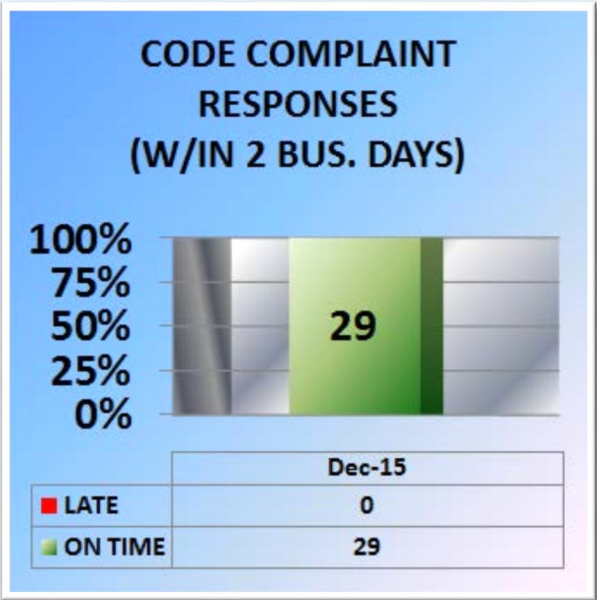 CODE COMPLAINT
RESPONSES
(W/IN 2 BUS. DAYS)
100%
75%
50%
25%
0%
29
Dec-15
LATE 0
ON TIME 29